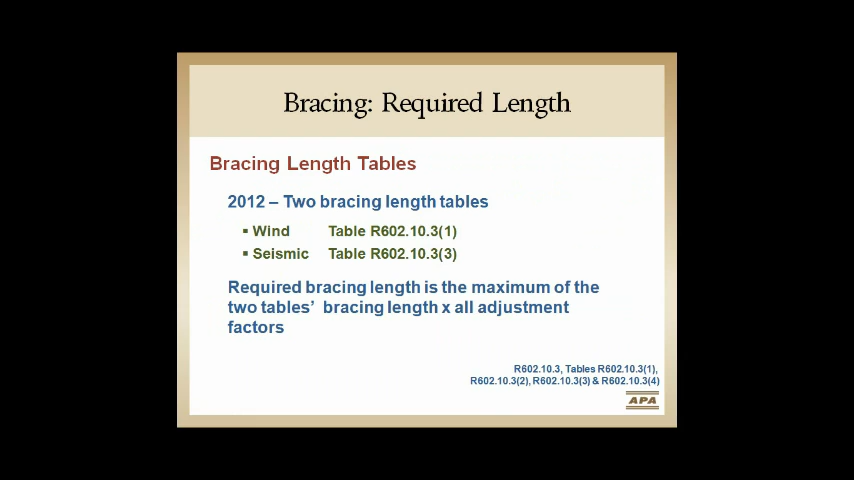 Bracing: Required Length
Bracing Length Tables
2012 – Two bracing length tables
▪ Wind Table R602.10.3(1)
▪ Seismic Table R602.10.3(3)
Required bracing length is the maximum of the
two tables’ bracing length x all adjustment
factors
R602.10.3, Tables R602.10.3(1),
R602.10.3(2), R602.10.3(3) & R602.10.3(4)
APA